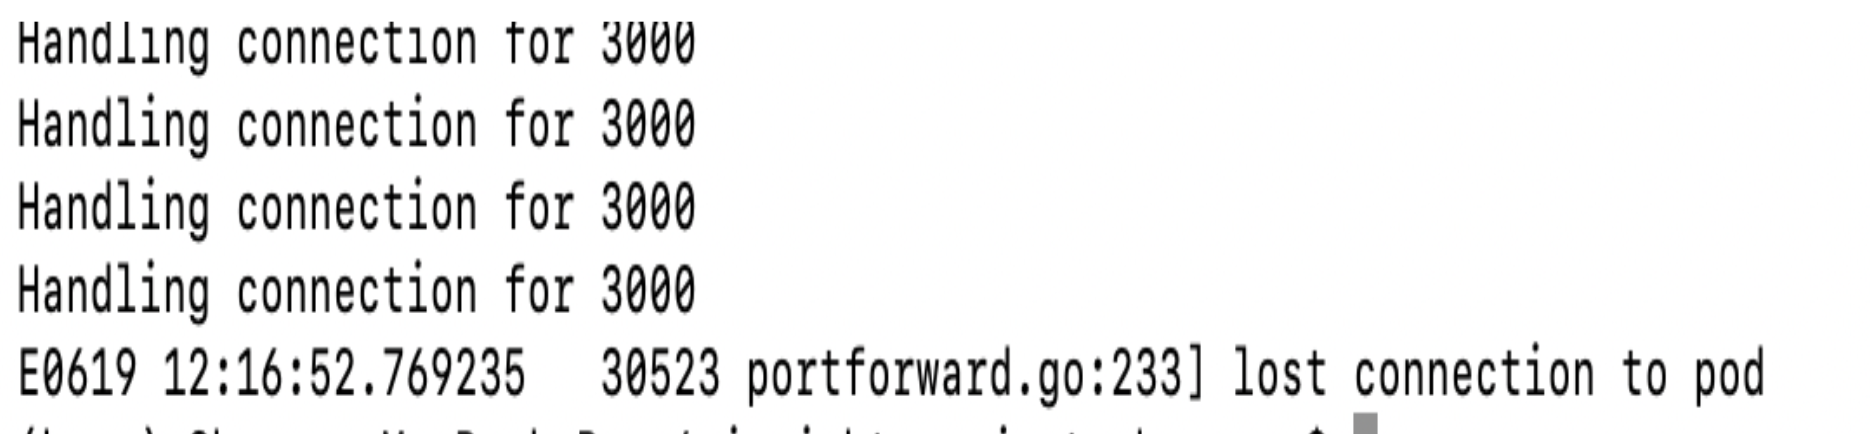 Handling connection for 3000
Handling connection for 3000
Handling connection for 3000
Handling connection for 3000
E0619 12:16:52.769235   30523 portforward.go:233] lost connection to pod